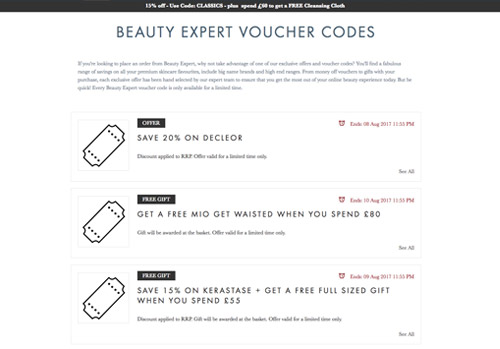 15% off - Use Code: CLASSICS - plus spend £60 to get a FREE Cleansing Cloth
BEAUTY EXPERT VOUCHER CODES
If you're looking to place an order from Beauty Expert, why not take advantage of one of our exclusive offers and voucher codes? You'll find a fabulous
range of savings on all your premium skincare favourites, include big name brands and high end ranges. From money off vouchers to gifts with your
purchase, each exclusive offer has been hand selected by our expert team to ensure that you get the most out of your online beauty experience today. But
be quick! Every Beauty Expert voucher code is only available for a limited time.
OFFER
Ends: 08 Aug 2017 11:55 PM
SAVE 20% ON DECLEOR
Discount applied to RRP. Offer valid for a limited time only.
See All
FREE GIFT
Ends: 10 Aug 2017 11:55 PM
GET A FREE MIO GET WAISTED WHEN YOU SPEND £80
Gift will be awarded at the basket. Offer valid for a limited time only.
See All
FREE GIFT
Ends: 09 Aug 2017 11:55 PM
SAVE 15% ON KERASTASE + GET A FREE FULL SIZED GIFT
WHEN YOU SPEND £55
Discount applied to RRP. Gift will be awarded at the basket. Offer valid for a limited time only.
See All